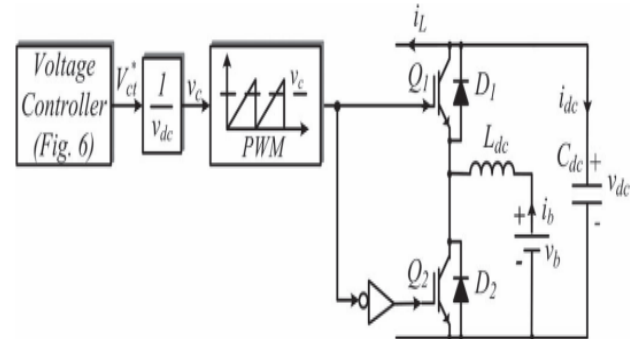 Voltage
Controller
(Fig. 6)
V*ct
1
vdc
vc
vc
PWM
iL
Q1
D1
Ldc
idc
Cdc
+
vdc
-
+
ib
-
vb
Q2
D2